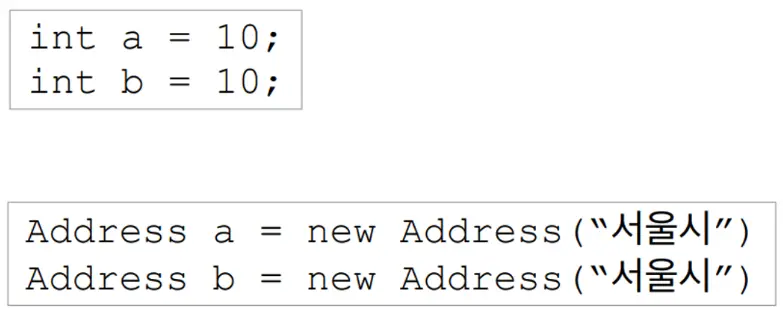 int a = 10;
int b = 10;
Address a = new Address(“서울시”)
Address b = new Address(“서울시”)